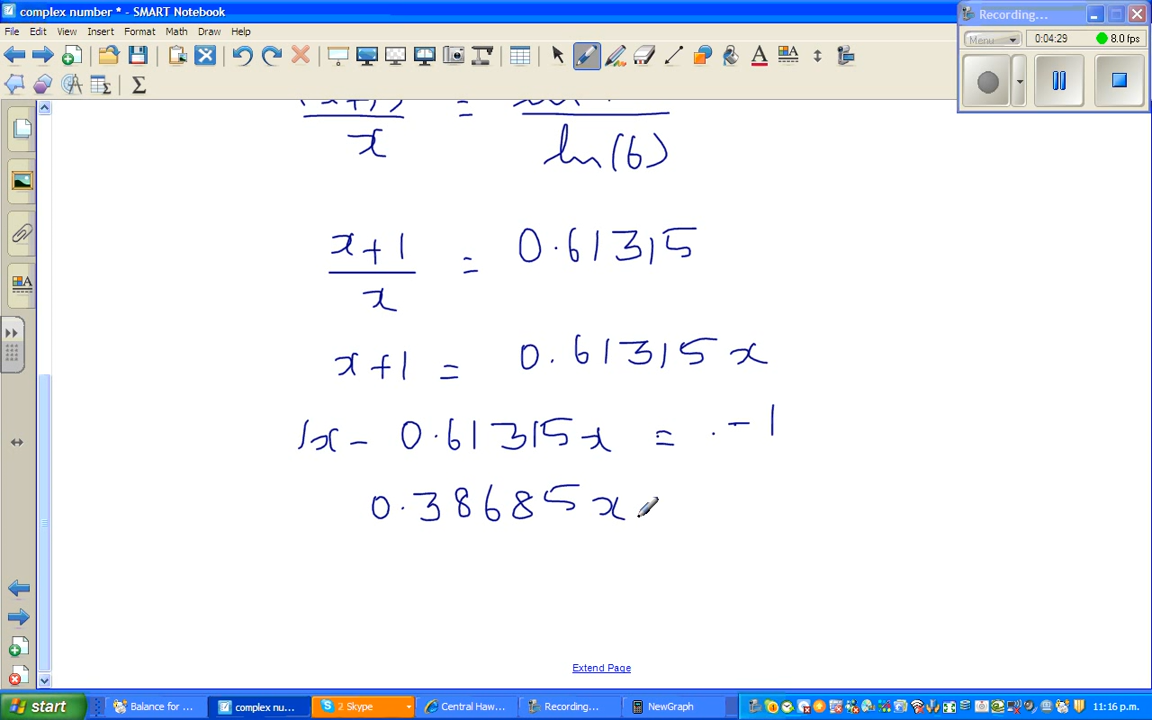 complex number * - SMART Notebook
Recording...
File Edit View Insert Format Math Draw Help
Menu
0:04:29
8.0 fps
x
=
ln(6)
x+1
x
= 0.61315
x+1 = 0.61315x
1x - 0.61315x = . -1
0.38685x
Extend Page
start
Balance for ...
complex nu...
2 Skype
Central Haw...
Recording...
NewGraph
11:16 p.m.